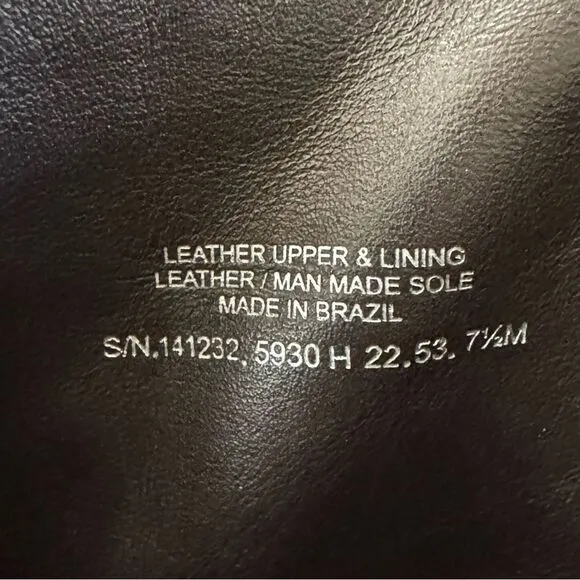 LEATHER UPPER & LINING
LEATHER / MAN MADE SOLE
MADE IN BRAZIL
S/N.141232. 5930 H 22.53. 7½M